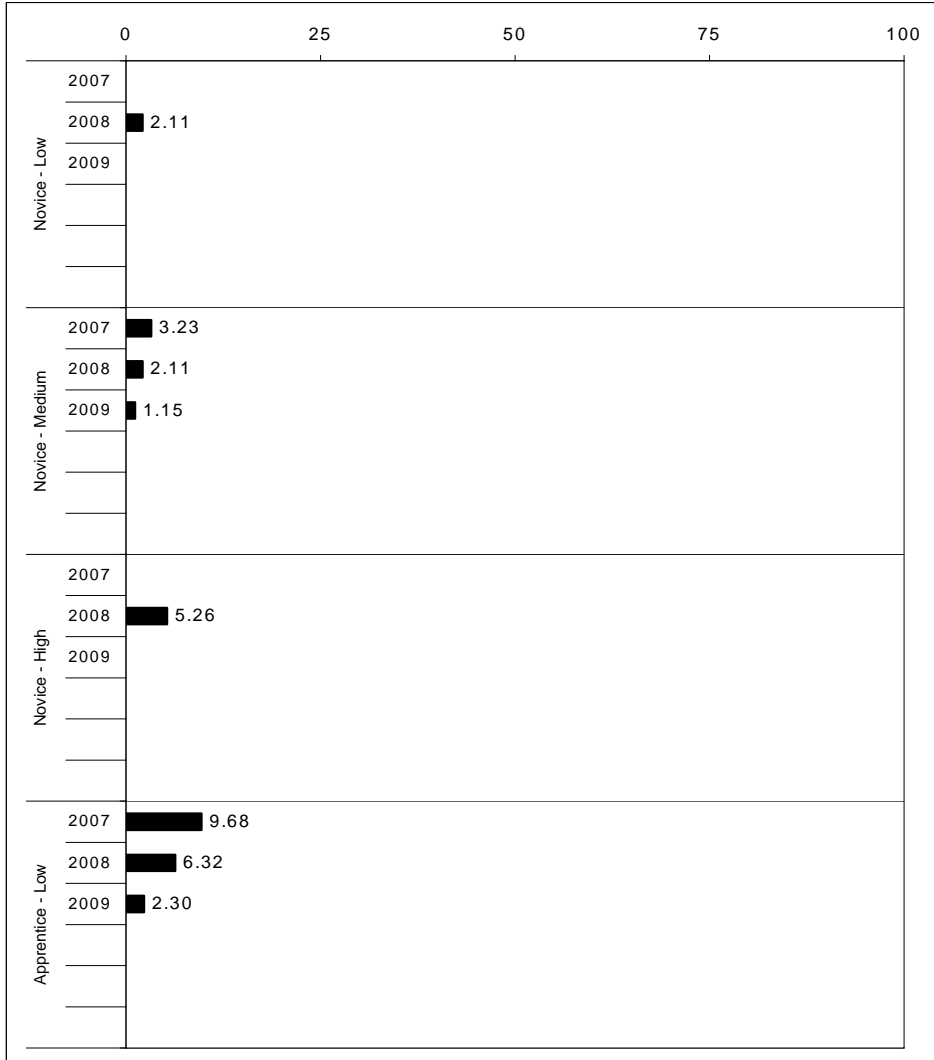 0 25 50 75 100
Novice - Low
2007
2008 2.11
2009
Novice - Medium
2007 3.23
2008 2.11
2009 1.15
Novice - High
2007
2008 5.26
2009
Apprentice - Low
2007 9.68
2008 6.32
2009 2.30